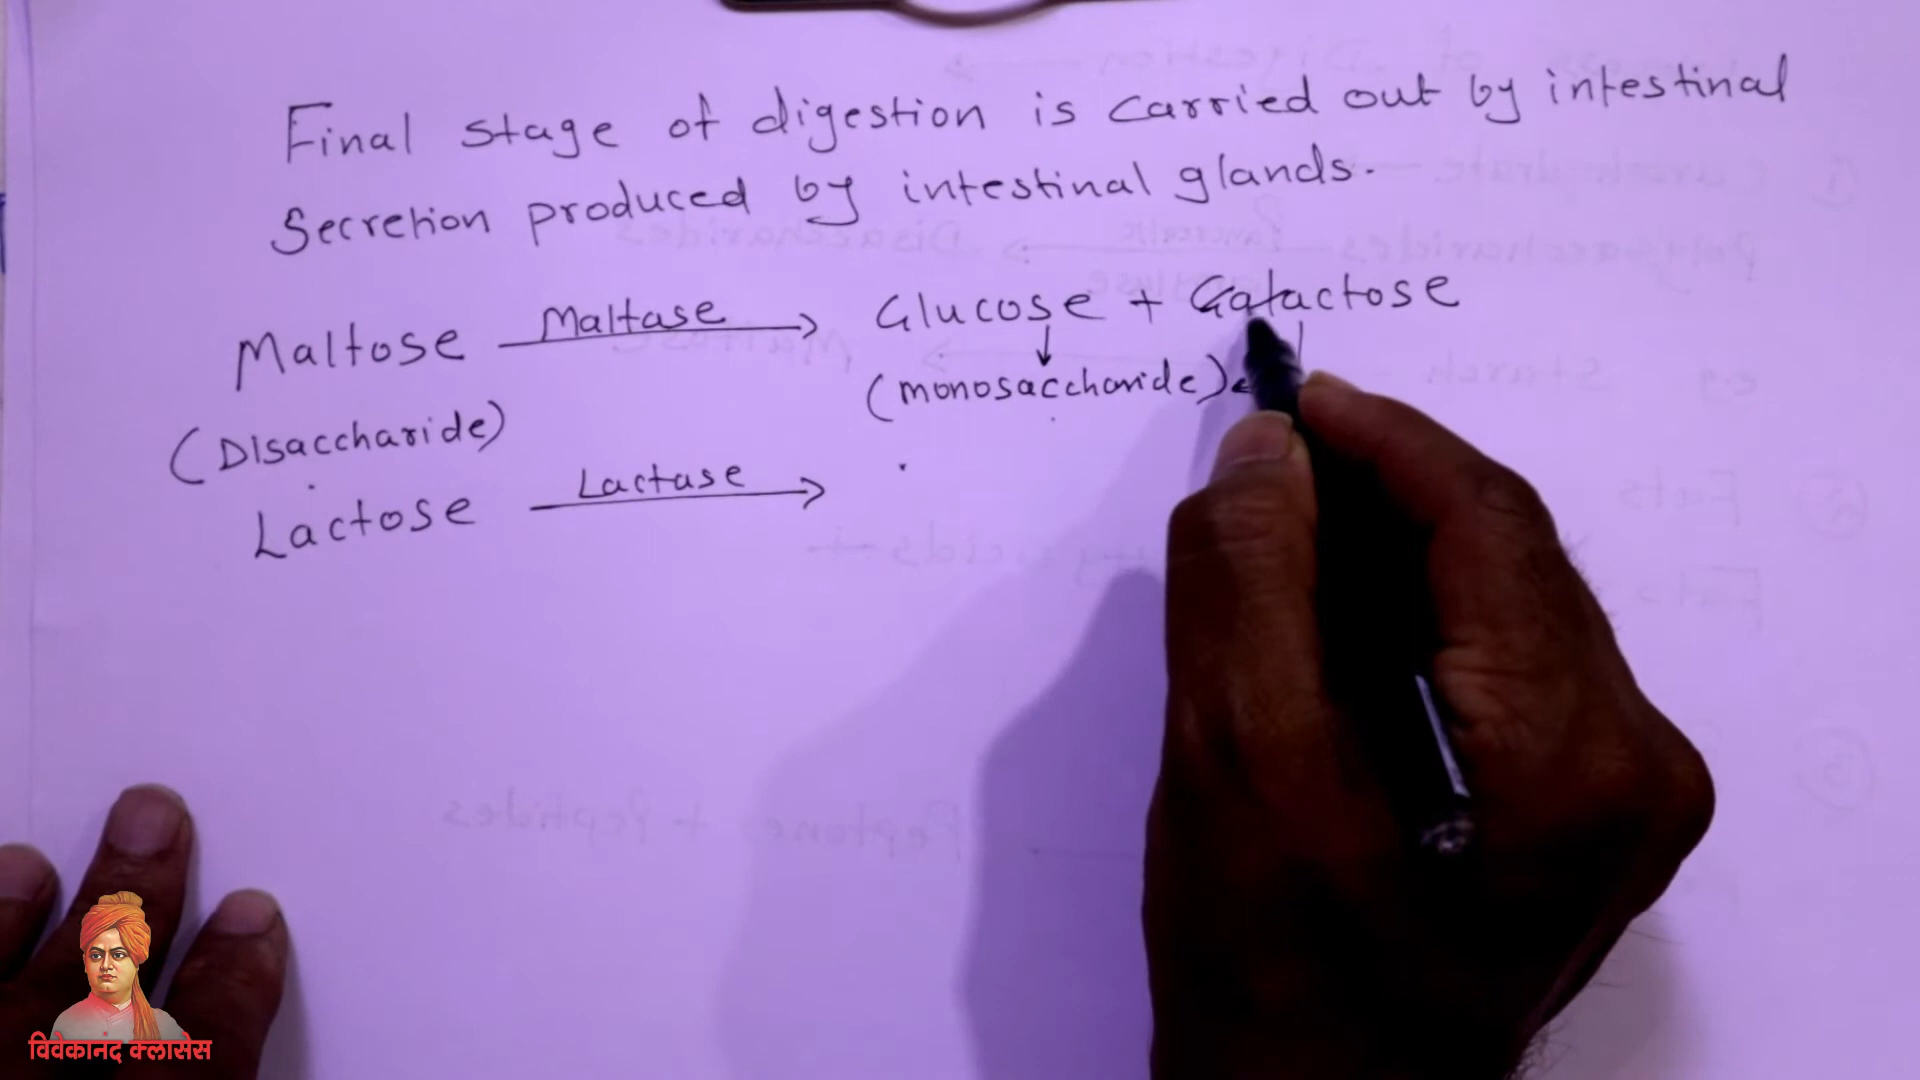 Final stage of digestion is carried out by intestinal
Secretion produced by intestinal glands.
Maltose Maltase → Glucose + Galactose
(Disaccharide) (monosaccharide)
Lactose Lactase →
विवेकानंद क्लासेस